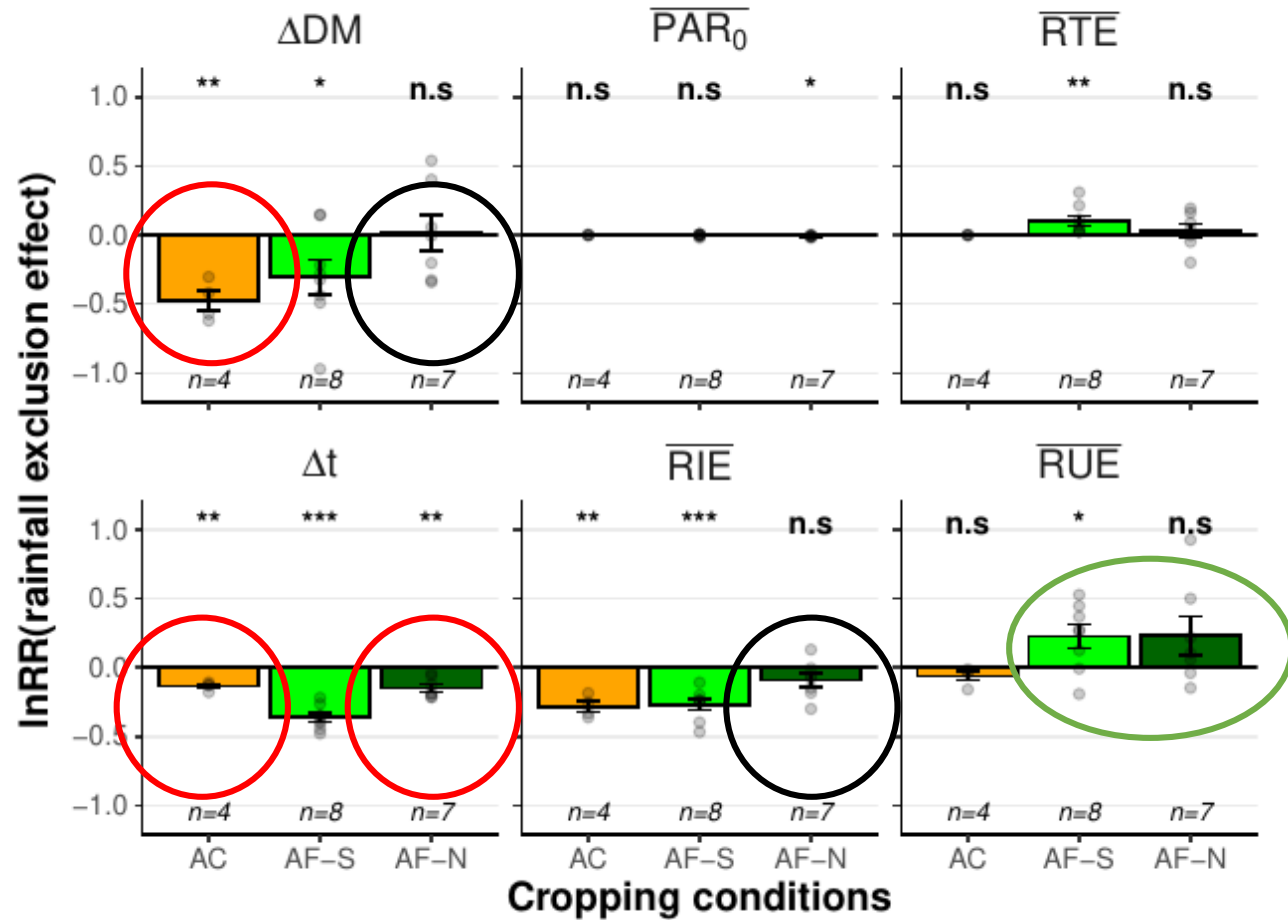 ΔDM PAR₀ RTE
** * n.s n.s n.s * n.s ** n.s
1.0
0.5
0.0
−0.5
−1.0
n=4 n=8 n=7 n=4 n=8 n=7 n=4 n=8 n=7
lnRR(rainfall exclusion effect)
Δt RIE RUE
** *** ** ** *** n.s n.s * n.s
1.0
0.5
0.0
−0.5
−1.0
n=4 n=8 n=7 n=4 n=8 n=7 n=4 n=8 n=7
AC AF−S AF−N AC AF−S AF−N AC AF−S AF−N
Cropping conditions